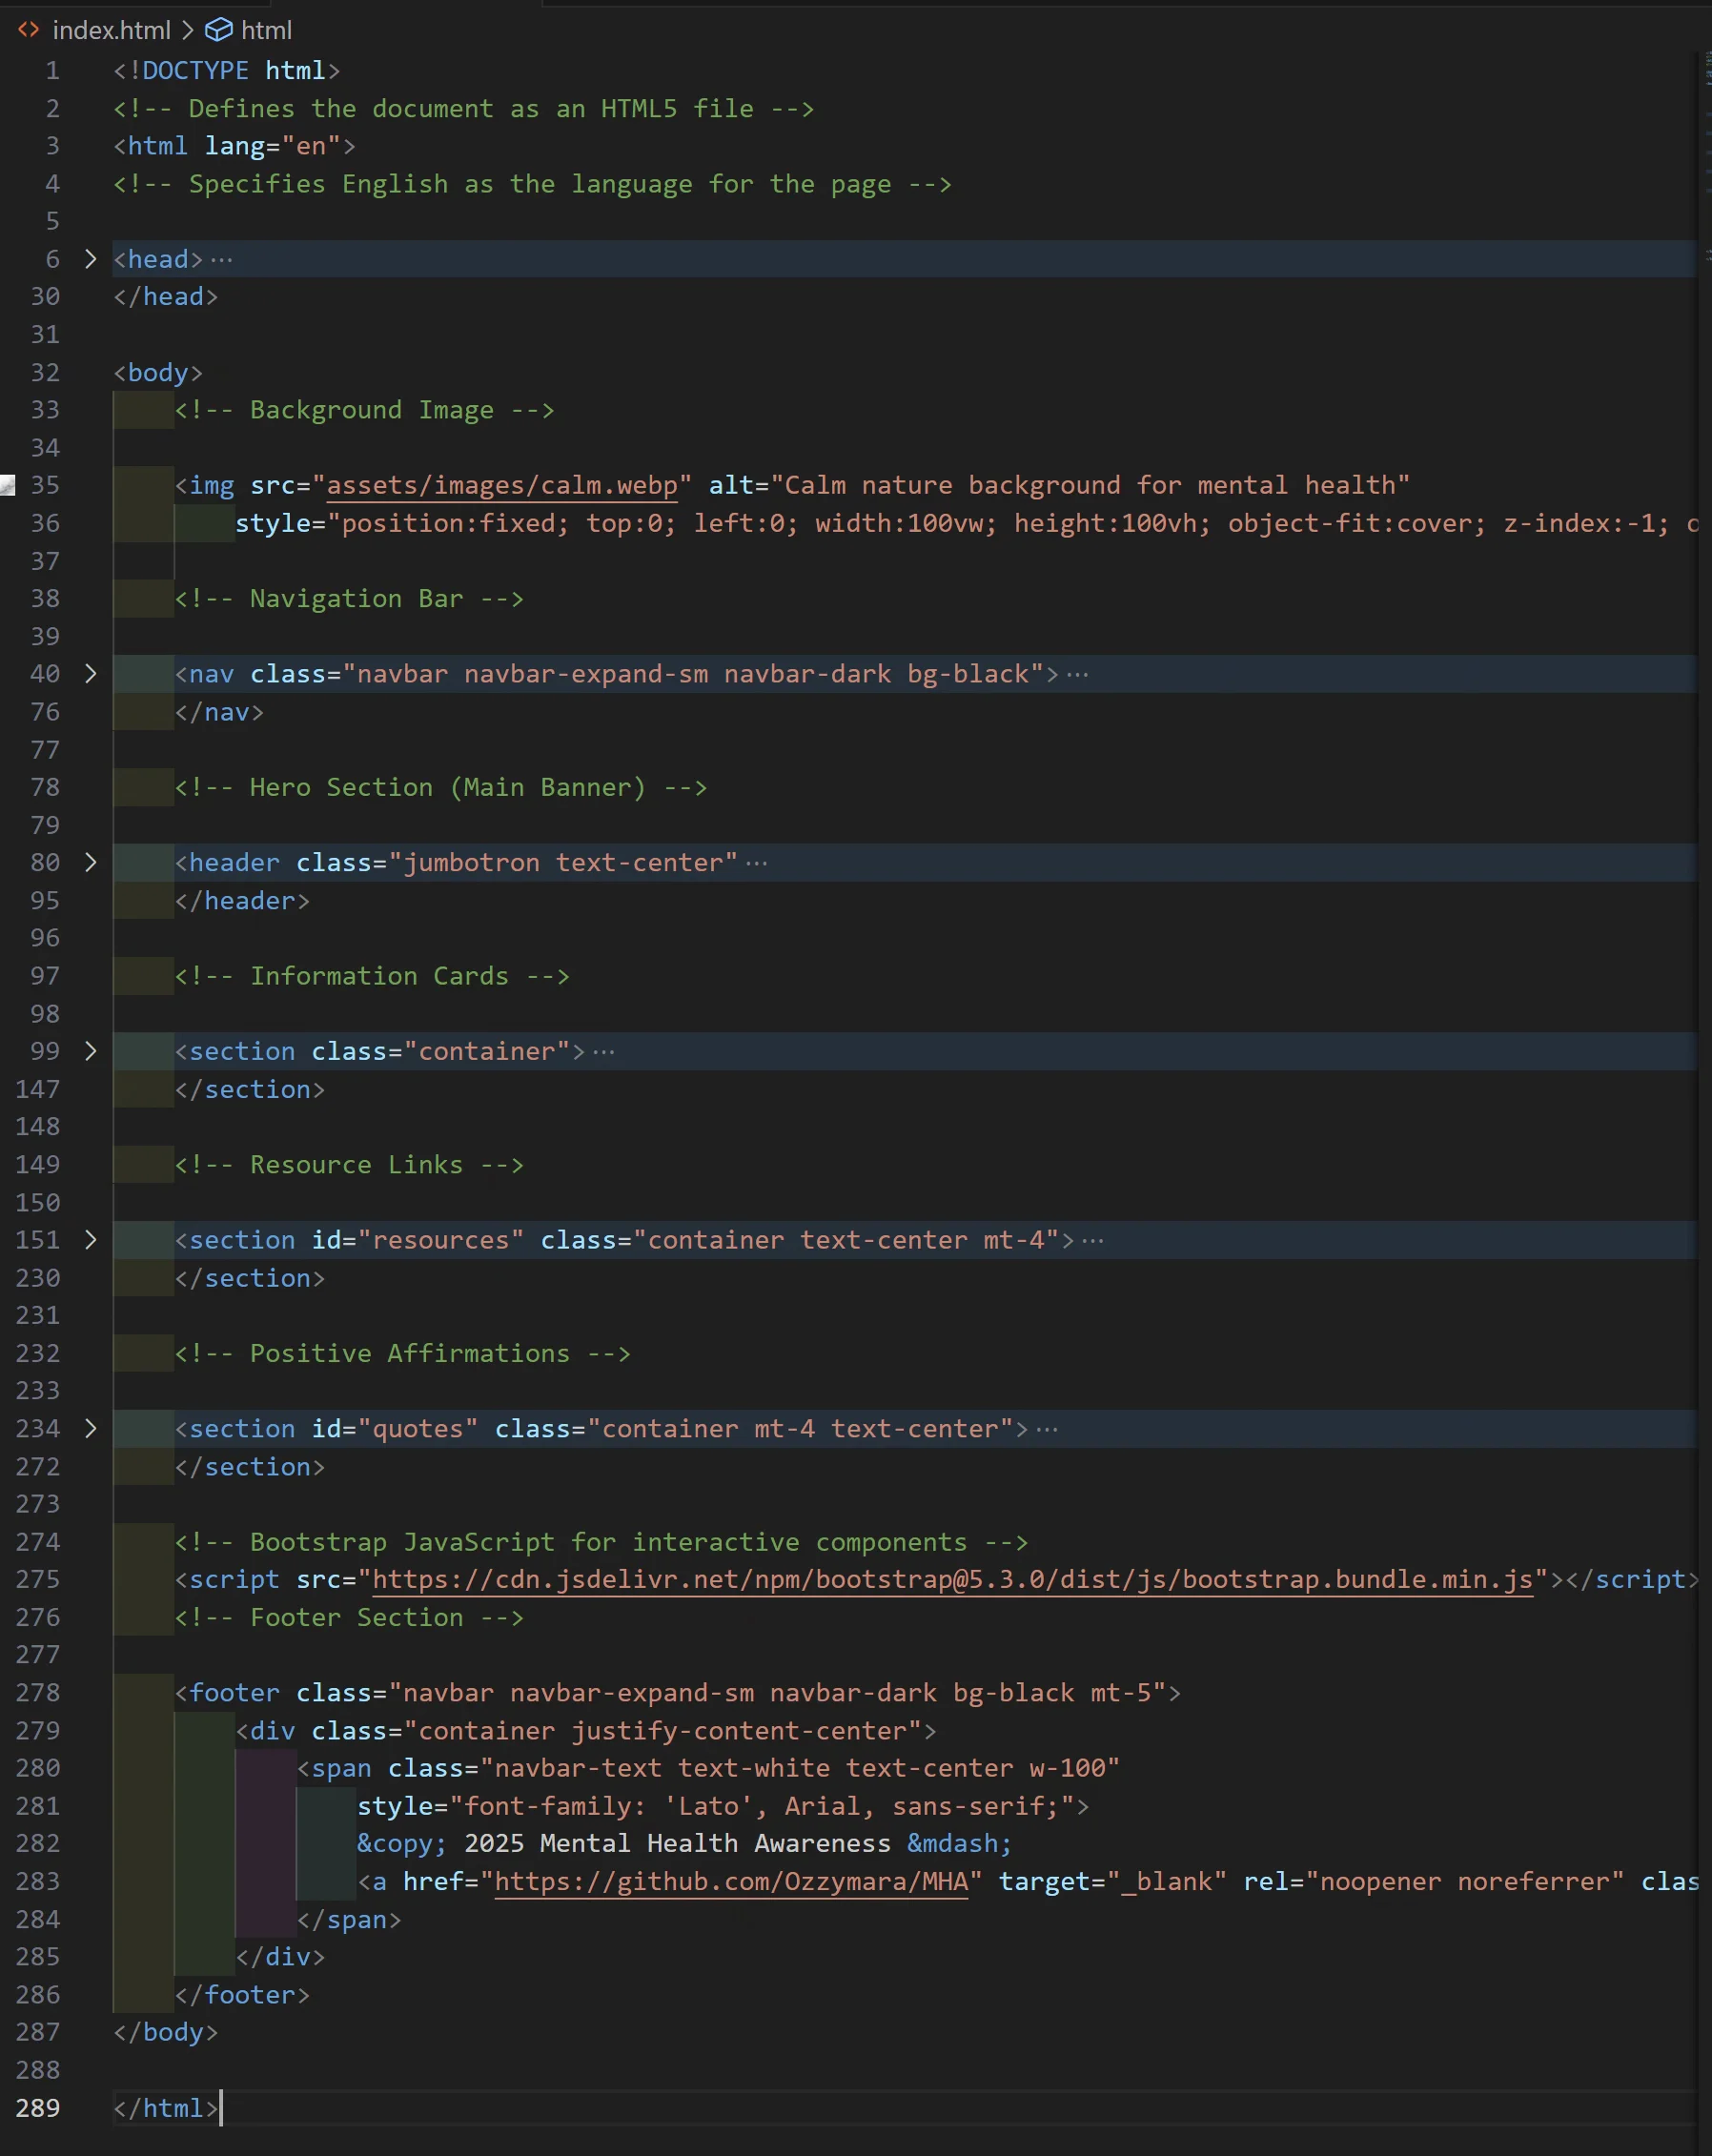 index.html > html
1 <!DOCTYPE html>
2 <!-- Defines the document as an HTML5 file -->
3 <html lang="en">
4 <!-- Specifies English as the language for the page -->
5
6 <head>···
30 </head>
31
32 <body>
33 <!-- Background Image -->
34
35 <img src="assets/images/calm.webp" alt="Calm nature background for mental health"
36 style="position:fixed; top:0; left:0; width:100vw; height:100vh; object-fit:cover; z-index:-1;
37
38 <!-- Navigation Bar -->
39
40 <nav class="navbar navbar-expand-sm navbar-dark bg-black">···
76 </nav>
77
78 <!-- Hero Section (Main Banner) -->
79
80 <header class="jumbotron text-center"···
95 </header>
96
97 <!-- Information Cards -->
98
99 <section class="container">···
147 </section>
148
149 <!-- Resource Links -->
150
151 <section id="resources" class="container text-center mt-4">···
230 </section>
231
232 <!-- Positive Affirmations -->
233
234 <section id="quotes" class="container mt-4 text-center">···
272 </section>
273
274 <!-- Bootstrap JavaScript for interactive components -->
275 <script src="https://cdn.jsdelivr.net/npm/bootstrap@5.3.0/dist/js/bootstrap.bundle.min.js"></script>
276 <!-- Footer Section -->
277
278 <footer class="navbar navbar-expand-sm navbar-dark bg-black mt-5">
279 <div class="container justify-content-center">
280 <span class="navbar-text text-white text-center w-100"
281 style="font-family: 'Lato', Arial, sans-serif;">
282 &copy; 2025 Mental Health Awareness &mdash;
283 <a href="https://github.com/Ozzymara/MHA" target="_blank" rel="noopener noreferrer" clas
284 </span>
285 </div>
286 </footer>
287 </body>
288
289 </html>